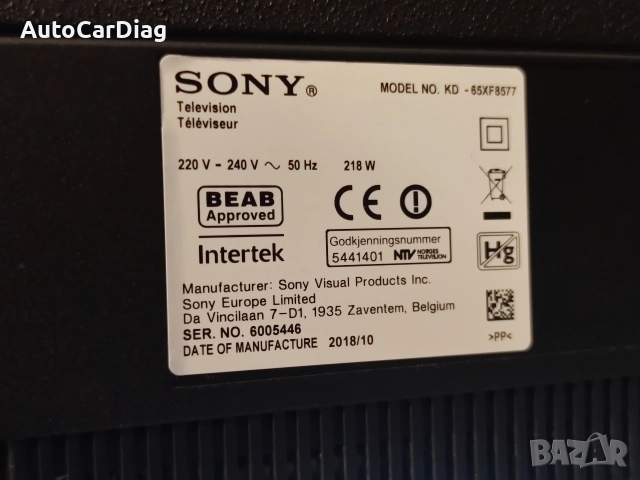 AutoCarDiag
SONY®
MODEL NO. KD -65XF8577
Television
Téléviseur
220 V - 240 V ~ 50 Hz 218 W
BEAB
Approved
CE
Intertek
Godkjenningsnummer
5441401 NTV NORGES TELEVISJON
Hg
Manufacturer: Sony Visual Products Inc.
Sony Europe Limited
Da Vincilaan 7-D1, 1935 Zaventem, Belgium
SER. NO. 6005446
DATE OF MANUFACTURE 2018/10
>PP<
BAZAR